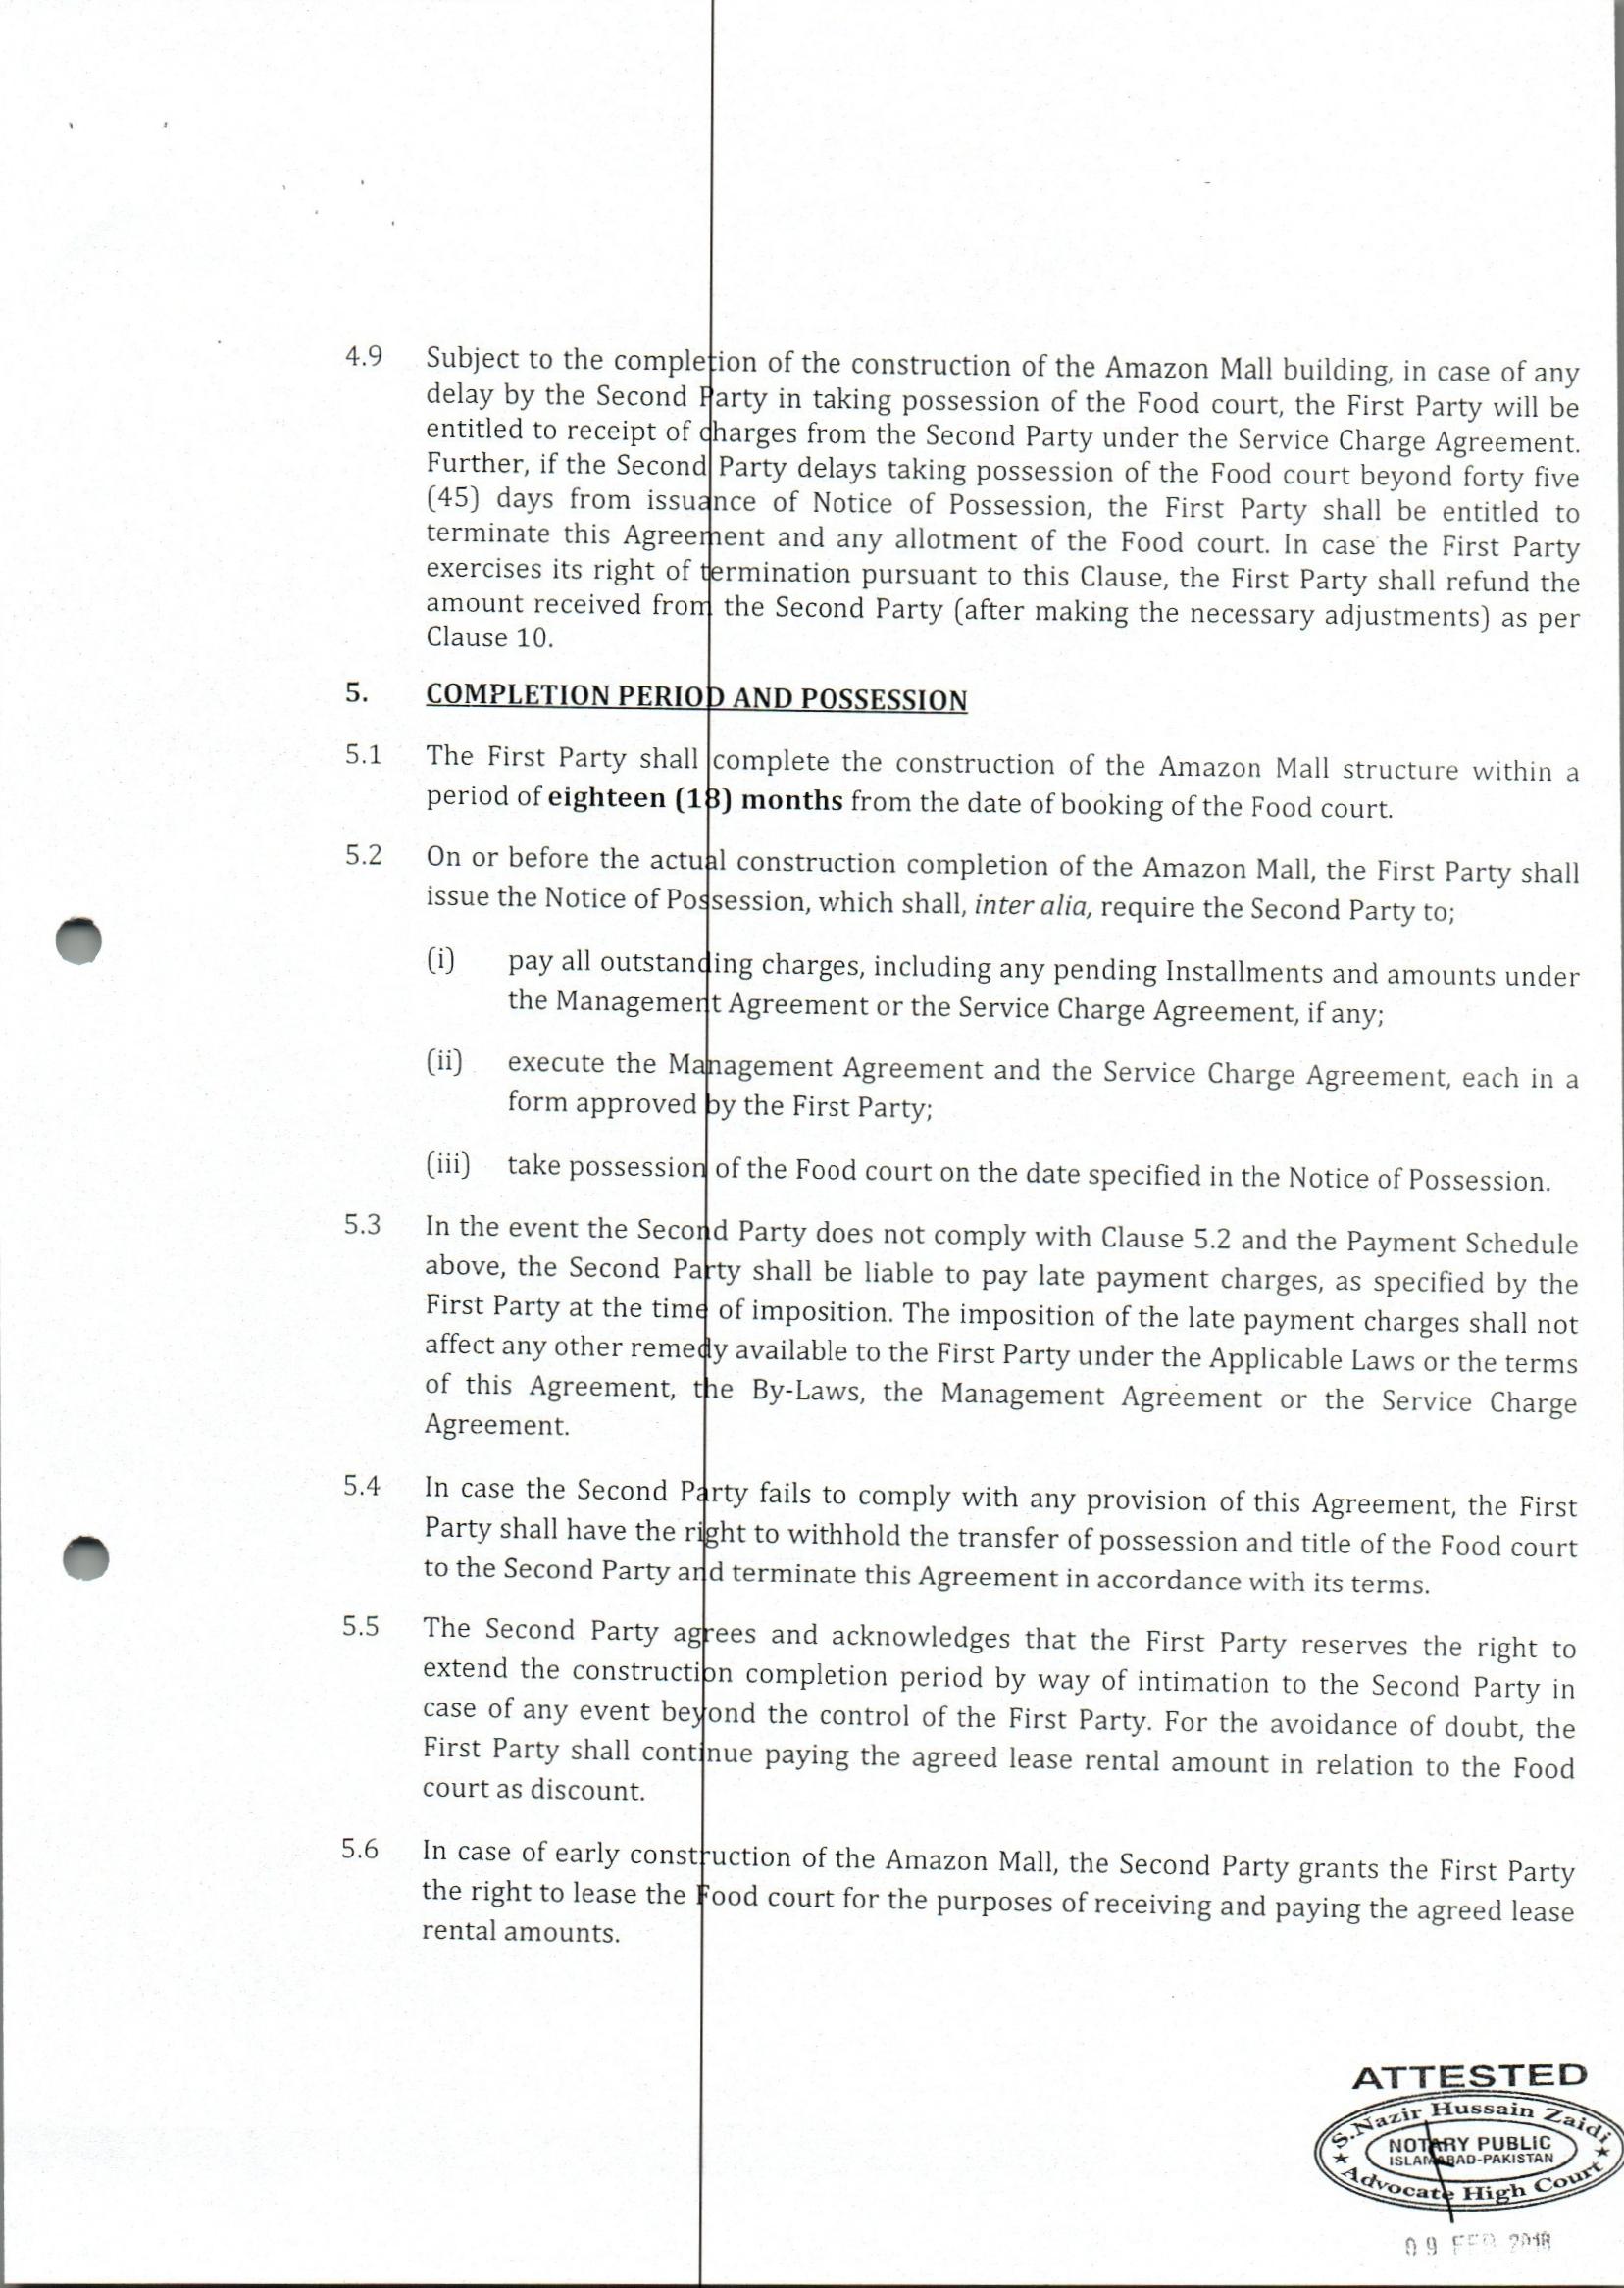 4.9 Subject to the completion of the construction of the Amazon Mall building, in case of any
delay by the Second Party in taking possession of the Food court, the First Party will be
entitled to receipt of charges from the Second Party under the Service Charge Agreement.
Further, if the Second Party delays taking possession of the Food court beyond forty five
(45) days from issuance of Notice of Possession, the First Party shall be entitled to
terminate this Agreement and any allotment of the Food court. In case the First Party
exercises its right of termination pursuant to this Clause, the First Party shall refund the
amount received from the Second Party (after making the necessary adjustments) as per
Clause 10.
5. COMPLETION PERIOD AND POSSESSION
5.1 The First Party shall complete the construction of the Amazon Mall structure within a
period of eighteen (18) months from the date of booking of the Food court.
5.2 On or before the actual construction completion of the Amazon Mall, the First Party shall
issue the Notice of Possession, which shall, inter alia, require the Second Party to;
(i) pay all outstanding charges, including any pending Installments and amounts under
the Management Agreement or the Service Charge Agreement, if any;
(ii) execute the Management Agreement and the Service Charge Agreement, each in a
form approved by the First Party;
(iii) take possession of the Food court on the date specified in the Notice of Possession.
5.3 In the event the Second Party does not comply with Clause 5.2 and the Payment Schedule
above, the Second Party shall be liable to pay late payment charges, as specified by the
First Party at the time of imposition. The imposition of the late payment charges shall not
affect any other remedy available to the First Party under the Applicable Laws or the terms
of this Agreement, the By-Laws, the Management Agreement or the Service Charge
Agreement.
5.4 In case the Second Party fails to comply with any provision of this Agreement, the First
Party shall have the right to withhold the transfer of possession and title of the Food court
to the Second Party and terminate this Agreement in accordance with its terms.
5.5 The Second Party agrees and acknowledges that the First Party reserves the right to
extend the construction completion period by way of intimation to the Second Party in
case of any event beyond the control of the First Party. For the avoidance of doubt, the
First Party shall continue paying the agreed lease rental amount in relation to the Food
court as discount.
5.6 In case of early construction of the Amazon Mall, the Second Party grants the First Party
the right to lease the Food court for the purposes of receiving and paying the agreed lease
rental amounts.
ATTESTED
S.Nazir Hussain Zaidi
NOTARY PUBLIC
ISLAMABAD-PAKISTAN
Advocate High Court
09 FEB 2018